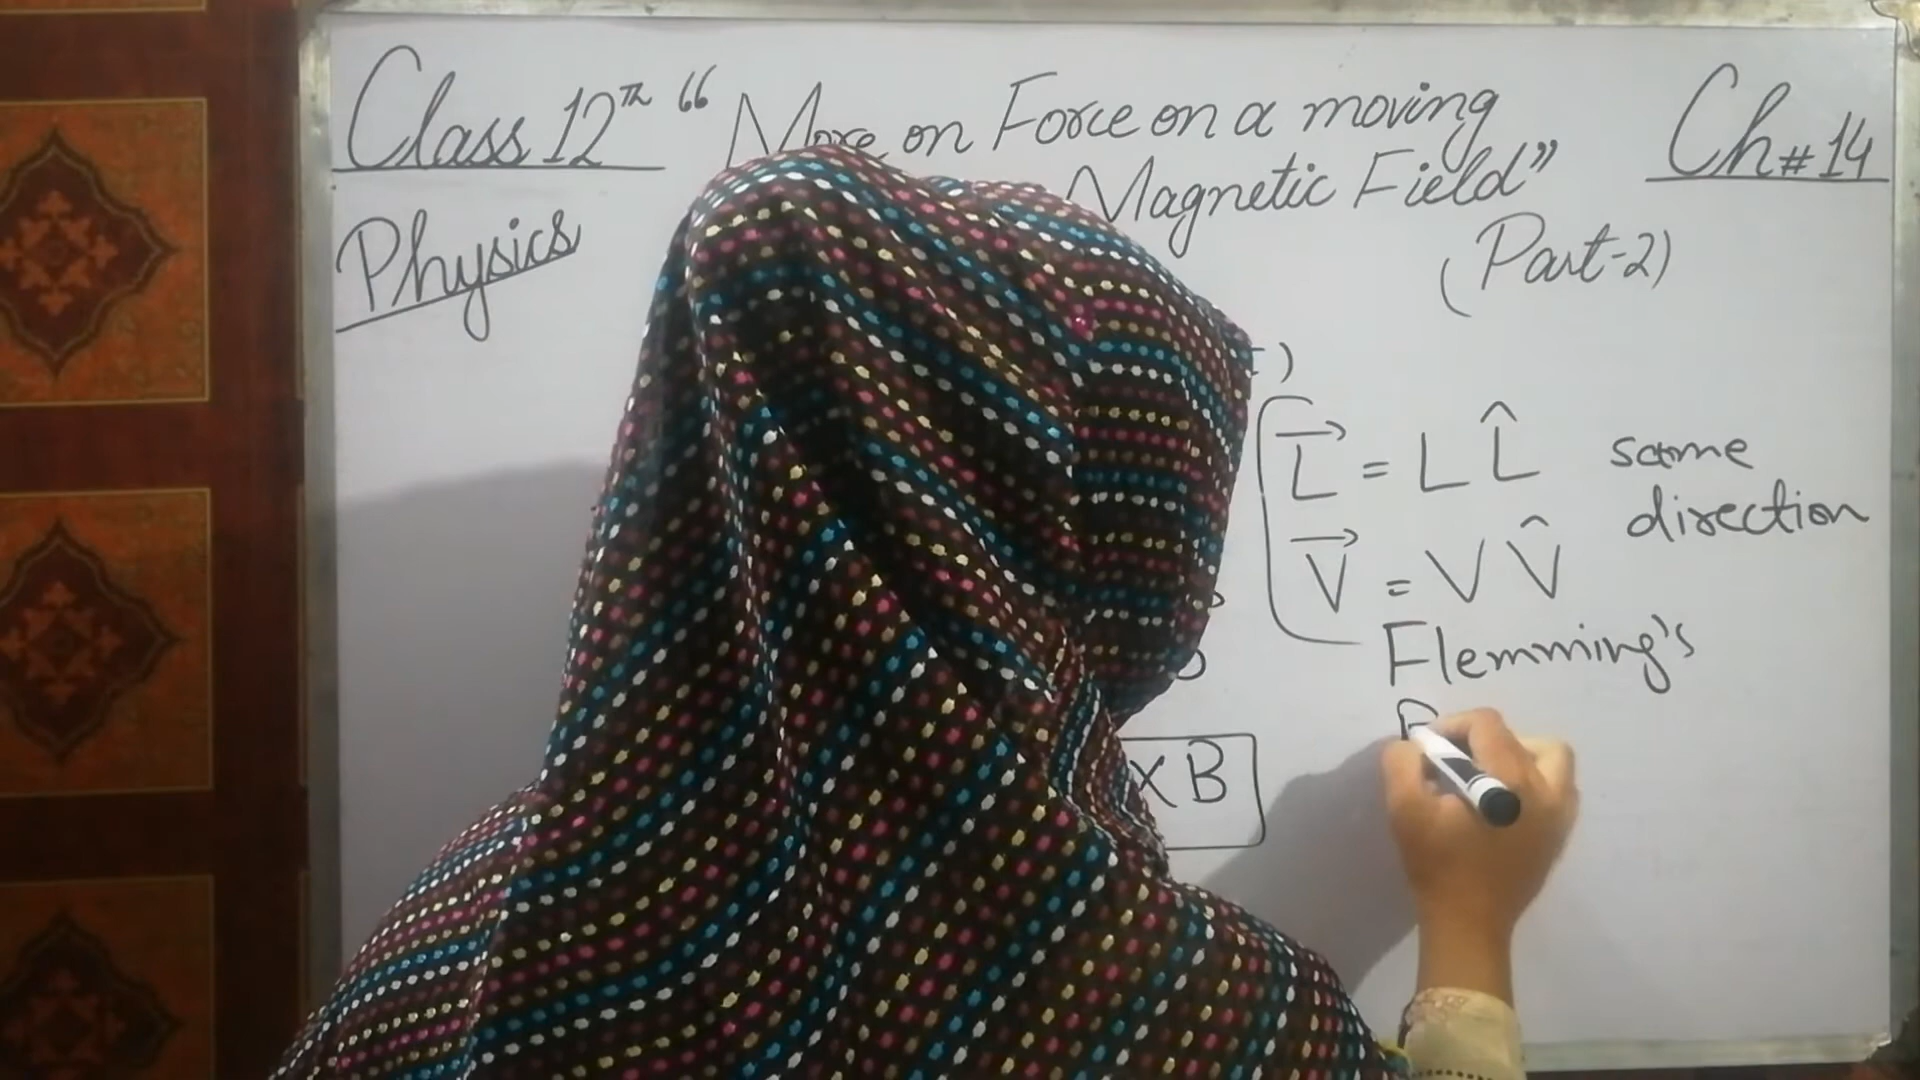 Class 12TH
Physics
“ More on Force on a moving
Magnetic Field”
(Part-2)
Ch#14
L⃗ = L L̂ same
direction
V⃗ = V V̂
Flemming's
X B